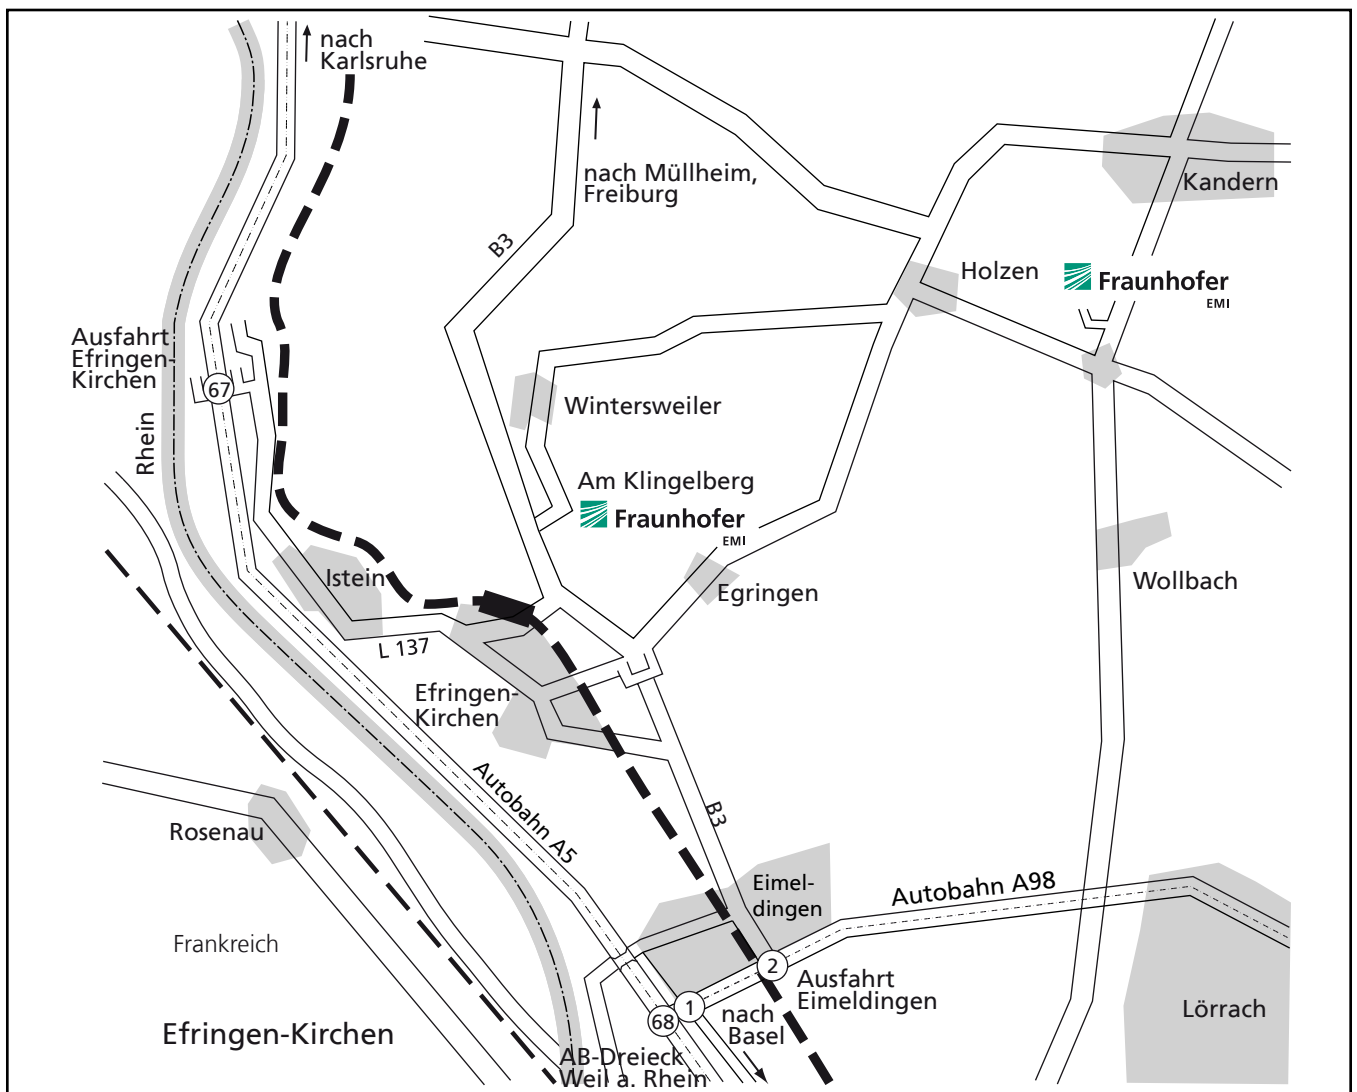 nach
Karlsruhe
nach Müllheim,
Freiburg
Kandern
B3
Holzen
Fraunhofer
EMI
Ausfahrt
Efringen-
Kirchen
67
Rhein
Wintersweiler
Am Klingelberg
Fraunhofer
EMI
Istein
Egringen
Wollbach
L 137
Efringen-
Kirchen
Autobahn A5
B3
Rosenau
Eimel-
dingen
Autobahn A98
Frankreich
2
Ausfahrt
Eimeldingen
1
68
nach
Basel
Lörrach
Efringen-Kirchen
AB-Dreieck
Weil a. Rhein